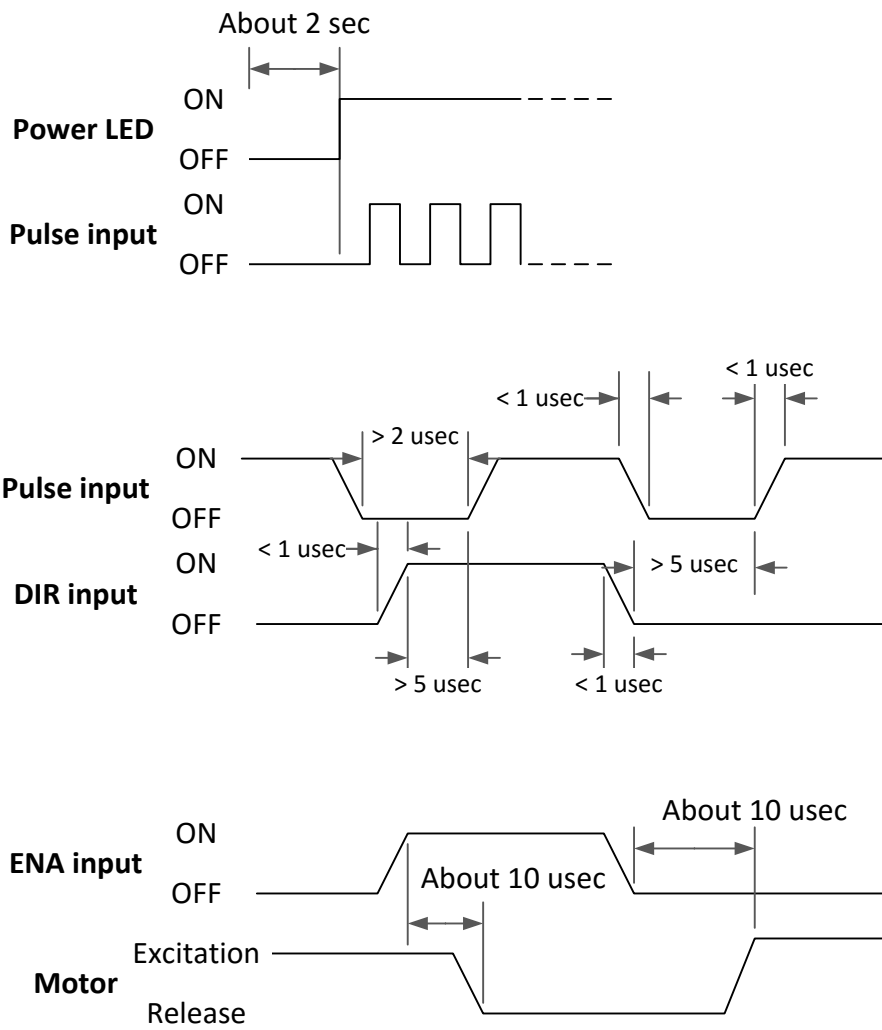 About 2 sec
ON
Power LED
OFF
ON
Pulse input
OFF
< 1 usec
< 1 usec
> 2 usec
ON
Pulse input
OFF
< 1 usec
ON
> 5 usec
DIR input
OFF
> 5 usec
< 1 usec
About 10 usec
ON
ENA input
About 10 usec
OFF
Excitation
Motor
Release